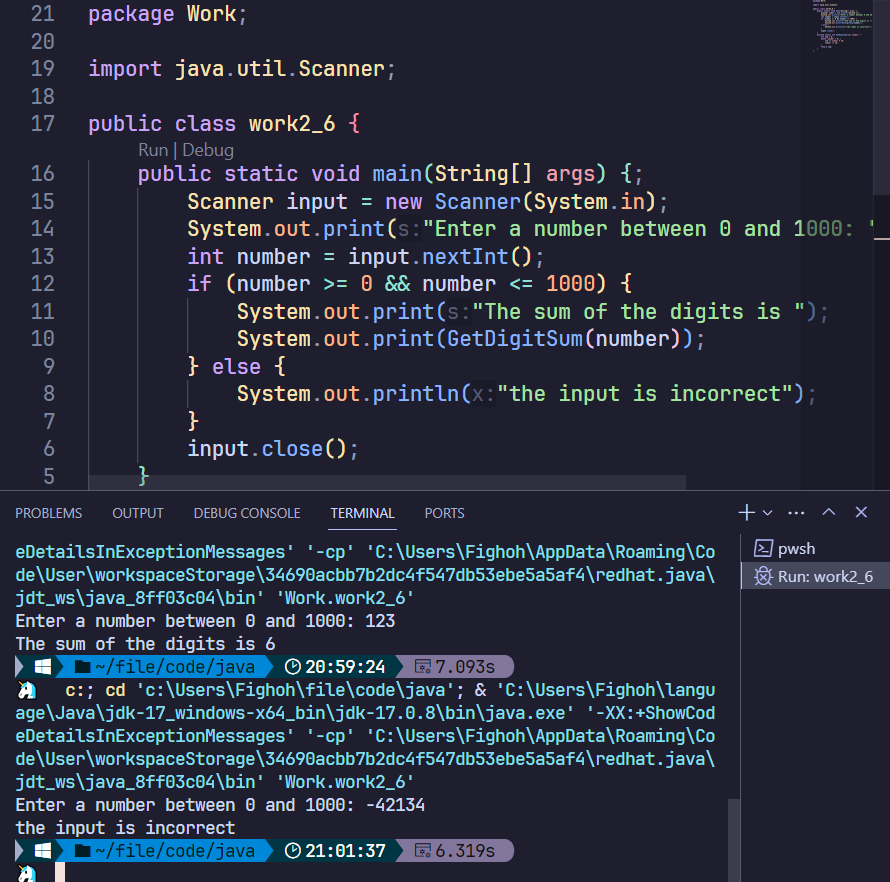 21 package Work;
20
19 import java.util.Scanner;
18
17 public class work2_6 {
Run | Debug
16 public static void main(String[] args) {;
15 Scanner input = new Scanner(System.in);
14 System.out.print(s:"Enter a number between 0 and 1000: "
13 int number = input.nextInt();
12 if (number >= 0 && number <= 1000) {
11 System.out.print(s:"The sum of the digits is ");
10 System.out.print(GetDigitSum(number));
9 } else {
8 System.out.println(x:"the input is incorrect");
7 }
6 input.close();
5 }
PROBLEMS OUTPUT DEBUG CONSOLE TERMINAL PORTS
pwsh
Run: work2_6
eDetailsInExceptionMessages' '-cp' 'C:\Users\Fighoh\AppData\Roaming\Co
de\User\workspaceStorage\34690acbb7b2dc4f547db53ebe5a5af4\redhat.java\
jdt_ws\java_8ff03c04\bin' 'Work.work2_6'
Enter a number between 0 and 1000: 123
The sum of the digits is 6
~/file/code/java 20:59:24 7.093s
c:; cd 'c:\Users\Fighoh\file\code\java'; & 'C:\Users\Fighoh\langu
age\Java\jdk-17_windows-x64_bin\jdk-17.0.8\bin\java.exe' '-XX:+ShowCod
eDetailsInExceptionMessages' '-cp' 'C:\Users\Fighoh\AppData\Roaming\Co
de\User\workspaceStorage\34690acbb7b2dc4f547db53ebe5a5af4\redhat.java\
jdt_ws\java_8ff03c04\bin' 'Work.work2_6'
Enter a number between 0 and 1000: -42134
the input is incorrect
~/file/code/java 21:01:37 6.319s